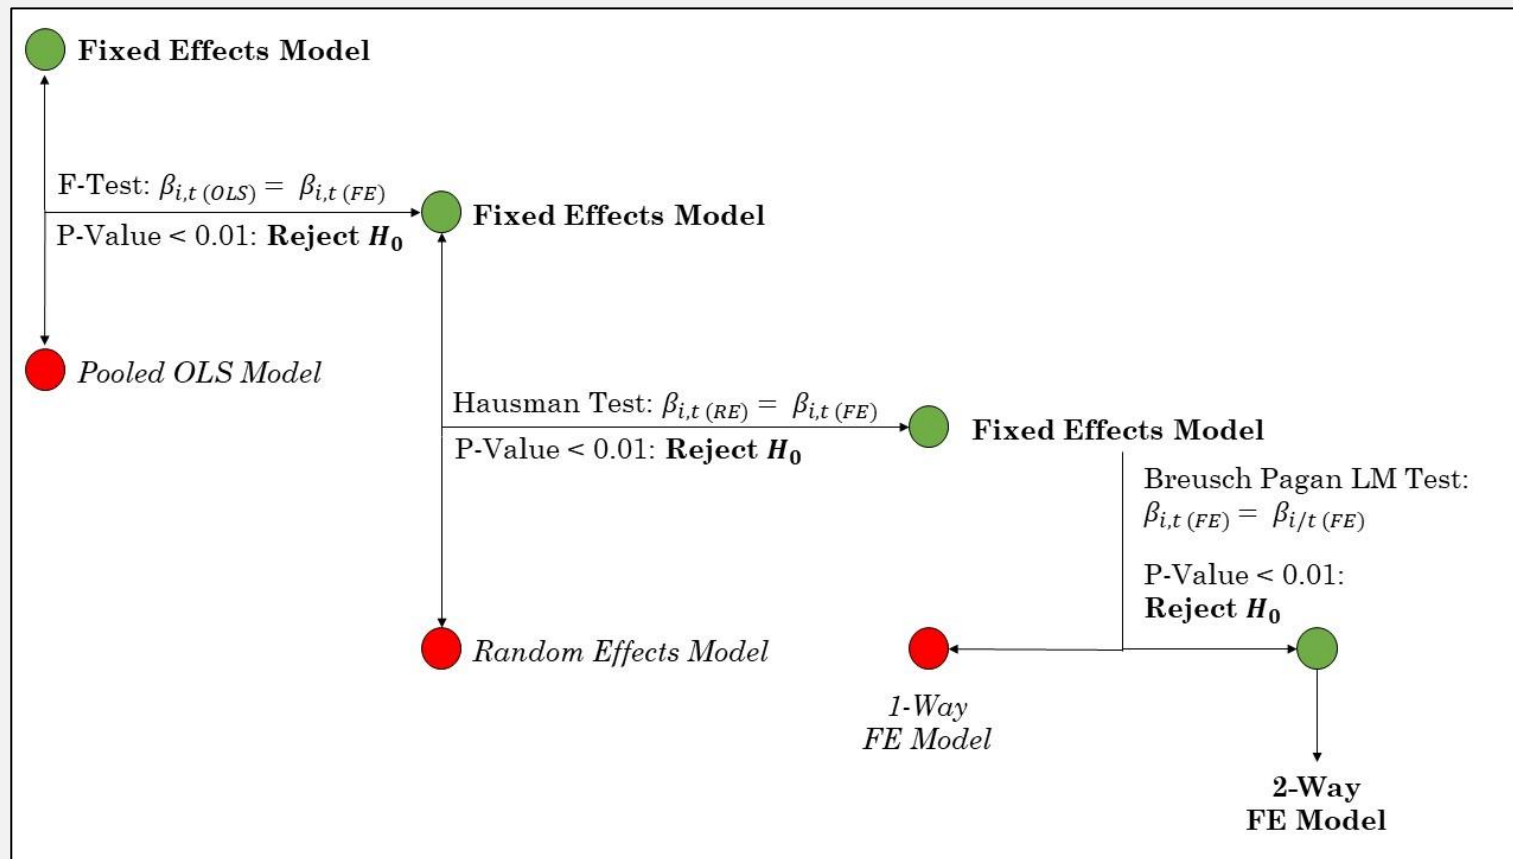 Fixed Effects Model
F-Test: β_{i,t (OLS)} = β_{i,t (FE)}
P-Value < 0.01: Reject H_0
Fixed Effects Model
Pooled OLS Model
Hausman Test: β_{i,t (RE)} = β_{i,t (FE)}
P-Value < 0.01: Reject H_0
Fixed Effects Model
Breusch Pagan LM Test:
β_{i,t (FE)} = β_{i/t (FE)}
P-Value < 0.01:
Reject H_0
Random Effects Model
1-Way
FE Model
2-Way
FE Model